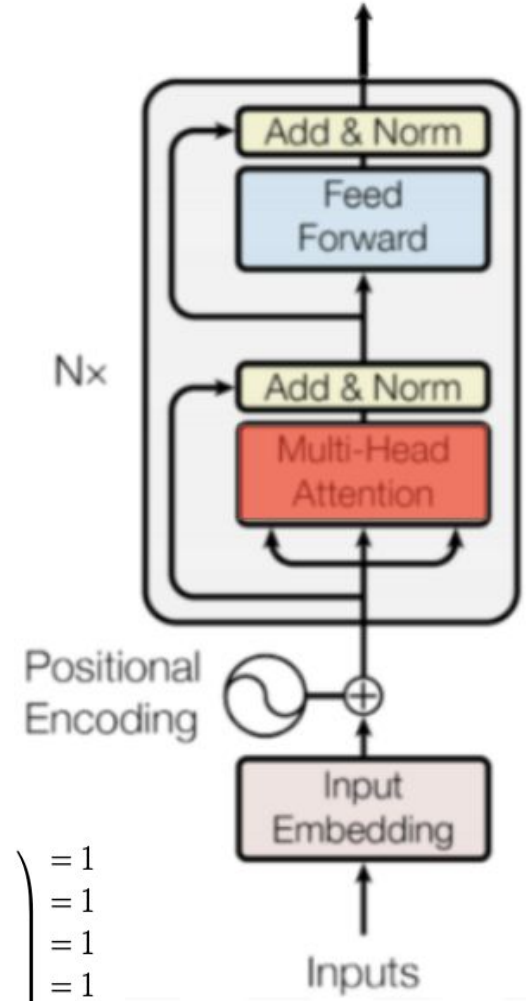 Add & Norm
Feed
Forward
Nx
Add & Norm
Multi-Head
Attention
Positional
Encoding
Input
Embedding
= 1
= 1
= 1
= 1
Inputs